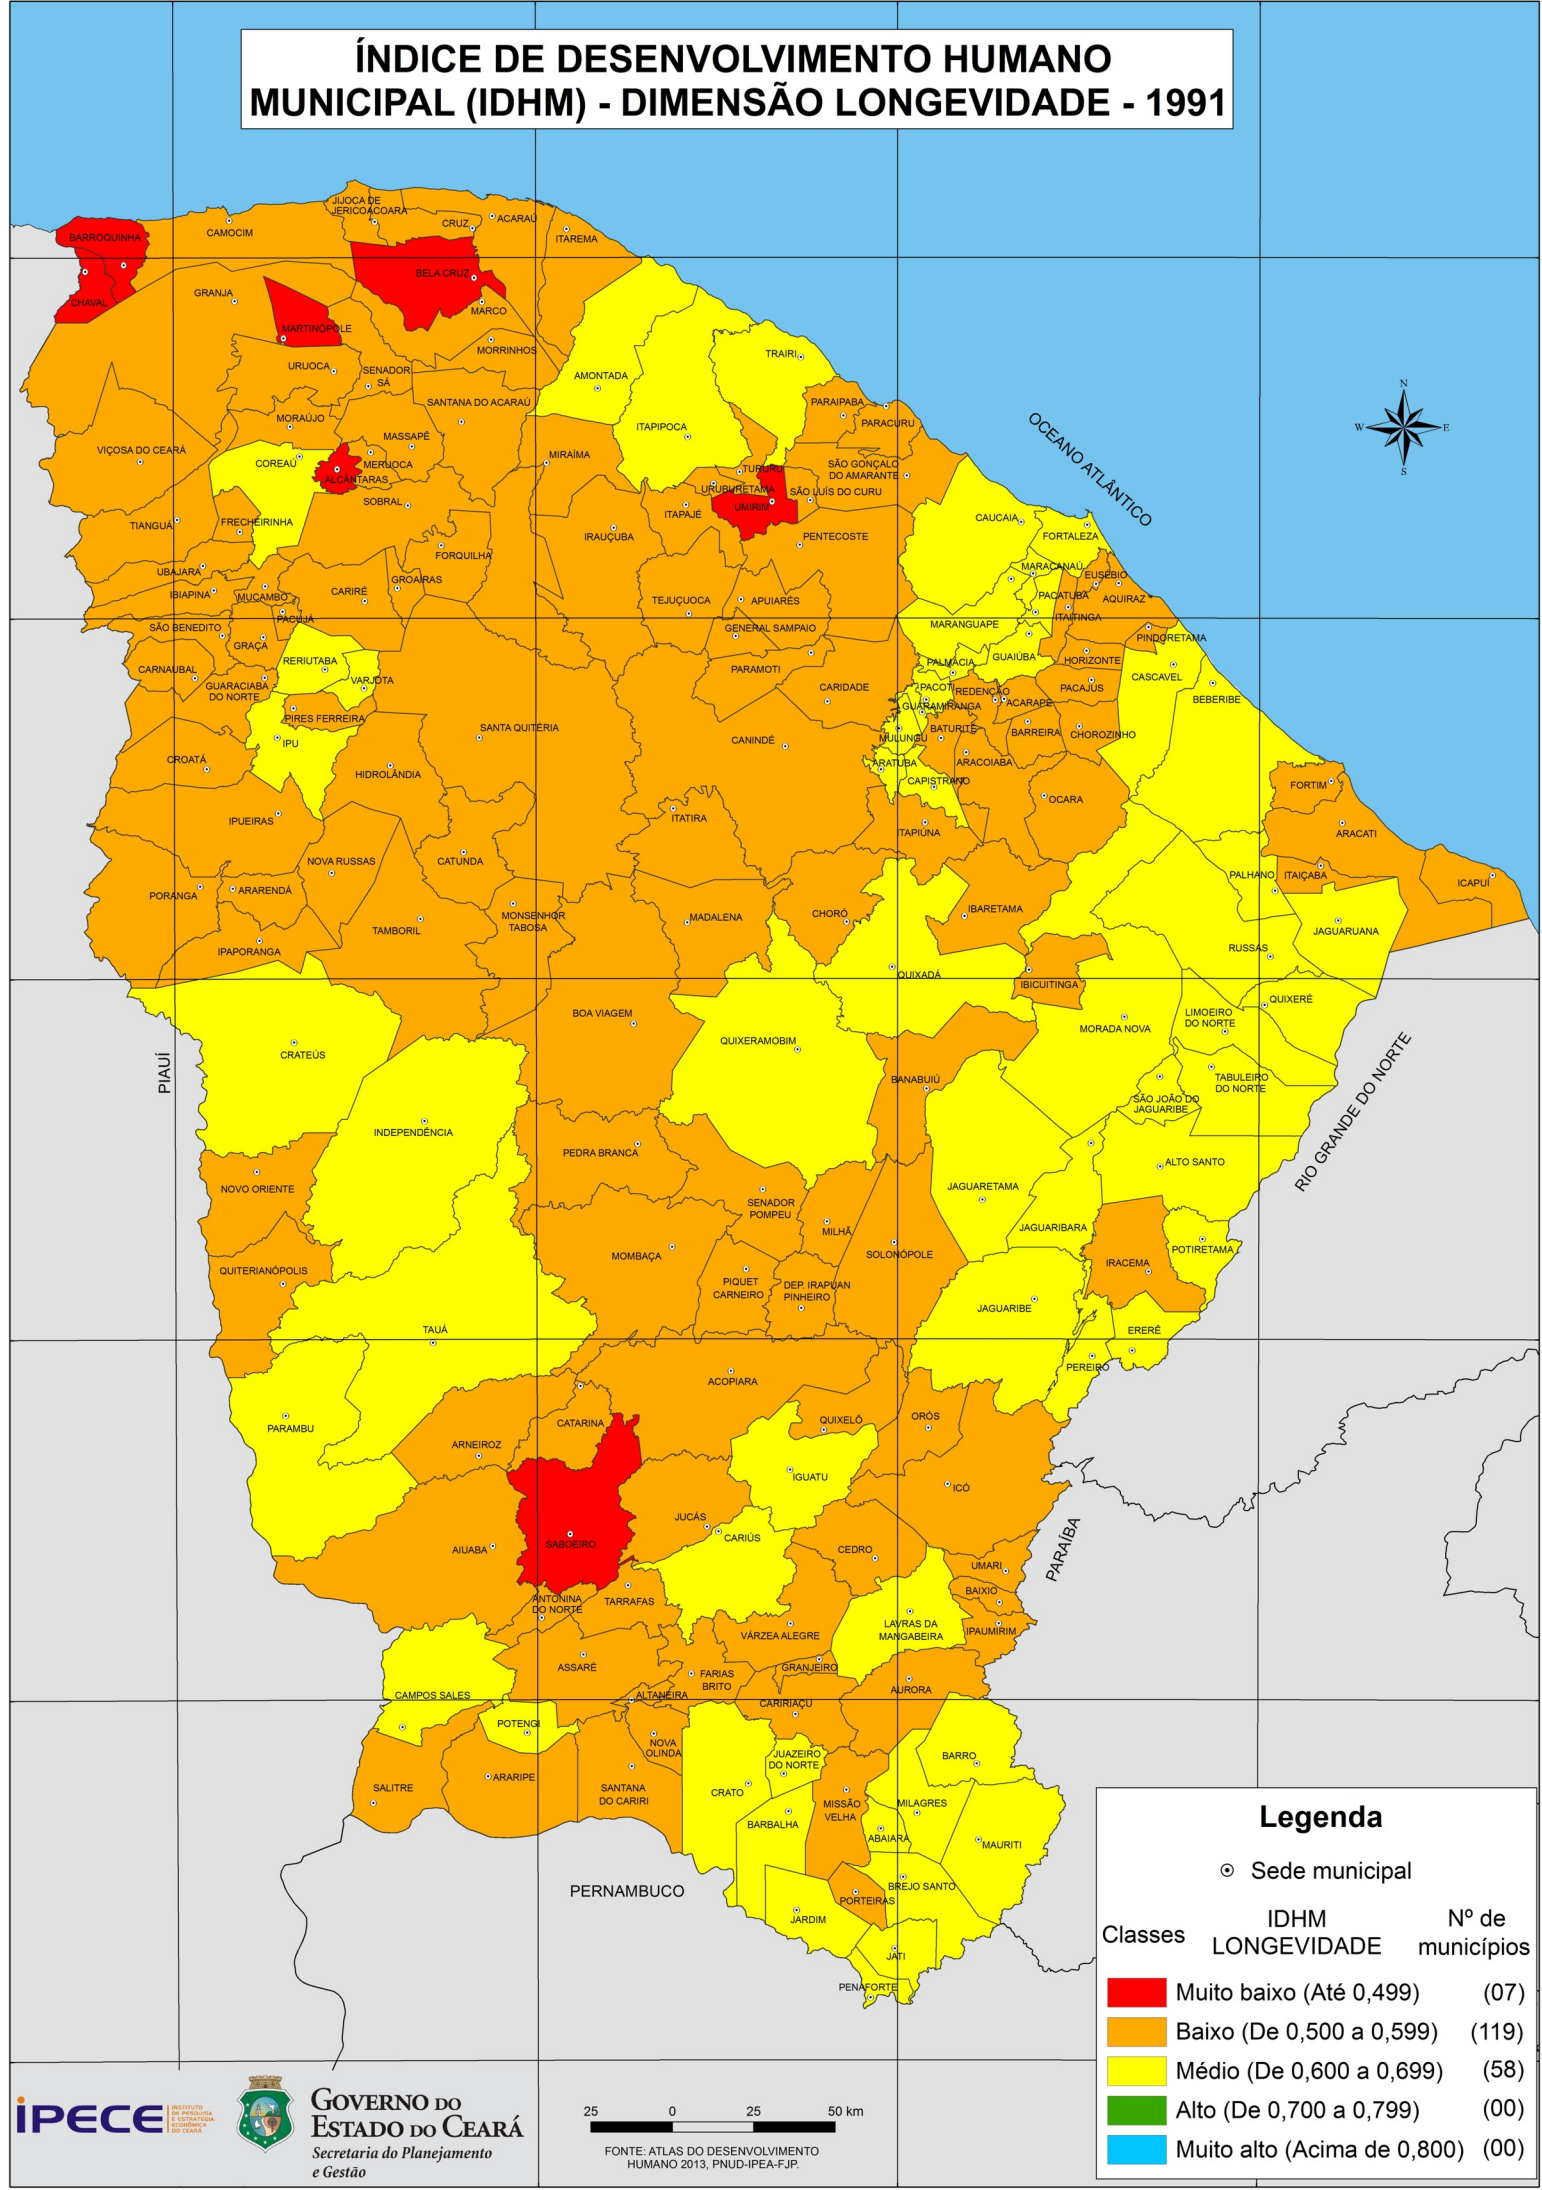 ÍNDICE DE DESENVOLVIMENTO HUMANO
MUNICIPAL (IDHM) - DIMENSÃO LONGEVIDADE - 1991
JIJOCA DE
JERICOACOARA
CRUZ
ACARAÚ
ITAREMA
BARROQUINHA
CAMOCIM
BELA CRUZ
CHAVAL
GRANJA
MARCO
MARTINÓPOLE
MORRINHOS
TRAIRI
URUOCA
SENADOR
SÁ
AMONTADA
SANTANA DO ACARAÚ
PARAIPABA
PARACURU
MORAÚJO
ITAPIPOCA
MASSAPÊ
VIÇOSA DO CEARÁ
COREAÚ
MERUOCA
MIRAÍMA
ALCÂNTARAS
TURURU
SÃO GONÇALO
DO AMARANTE
URUBURETAMA
SÃO LUÍS DO CURU
SOBRAL
UMIRIM
ITAPAJÉ
OCEANO ATLÂNTICO
N
W
E
S
TIANGUÁ
FRECHEIRINHA
IRAUÇUBA
PENTECOSTE
CAUCAIA
FORTALEZA
FORQUILHA
UBAJARA
MARACANAÚ
EUSÉBIO
IBIAPINA
MUCAMBO
CARIRÉ
GROAÍRAS
TEJUÇUOCA
APUIARÉS
PACATUBA
AQUIRAZ
PACUJÁ
ITAITINGA
SÃO BENEDITO
GENERAL SAMPAIO
MARANGUAPE
PINDORETAMA
GRAÇA
RERIUTABA
PALMÁCIA
GUAIÚBA
HORIZONTE
CARNAUBAL
VARJOTA
PARAMOTI
CASCAVEL
GUARACIABA
DO NORTE
CARIDADE
PACOTI
REDENÇÃO
PACAJUS
BEBERIBE
GUARAMIRANGA
ACARAPE
PIRES FERREIRA
SANTA QUITÉRIA
CANINDÉ
MULUNGU
BATURITÉ
BARREIRA
CHOROZINHO
IPU
CROATÁ
HIDROLÂNDIA
ARATUBA
ARACOIABA
CAPISTRANO
OCARA
FORTIM
IPUEIRAS
ITATIRA
ITAPIÚNA
ARACATI
NOVA RUSSAS
CATUNDA
PALHANO
ITAIÇABA
ICAPUÍ
PORANGA
ARARENDÁ
MONSENHOR
TABOSA
MADALENA
CHORÓ
IBARETAMA
TAMBORIL
JAGUARUANA
IPAPORANGA
RUSSAS
QUIXADÁ
IBICUITINGA
QUIXERÉ
BOA VIAGEM
LIMOEIRO
DO NORTE
MORADA NOVA
QUIXERAMOBIM
CRATEÚS
PIAUÍ
BANABUIÚ
TABULEIRO
DO NORTE
SÃO JOÃO DO
JAGUARIBE
RIO GRANDE DO NORTE
INDEPENDÊNCIA
PEDRA BRANCA
ALTO SANTO
NOVO ORIENTE
JAGUARETAMA
SENADOR
POMPEU
JAGUARIBARA
MILHÃ
MOMBAÇA
SOLONÓPOLE
POTIRETAMA
IRACEMA
QUITERIANÓPOLIS
PIQUET
CARNEIRO
DEP. IRAPUAN
PINHEIRO
JAGUARIBE
TAUÁ
ERERÊ
PEREIRO
ACOPIARA
PARAMBU
CATARINA
QUIXELÔ
ORÓS
ARNEIROZ
IGUATU
ICÓ
JUCÁS
CARIÚS
SABOEIRO
AIUABA
CEDRO
PARAÍBA
UMARI
BAIXIO
ANTONINA
DO NORTE
TARRAFAS
LAVRAS DA
MANGABEIRA
VÁRZEA ALEGRE
IPAUMIRIM
ASSARÉ
GRANJEIRO
FARIAS
BRITO
CAMPOS SALES
ALTANEIRA
AURORA
CARIRIAÇU
POTENGI
NOVA
OLINDA
JUAZEIRO
DO NORTE
BARRO
ARARIPE
SALITRE
SANTANA
DO CARIRI
CRATO
MISSÃO
VELHA
MILAGRES
BARBALHA
ABAIARA
MAURITI
PERNAMBUCO
BREJO SANTO
PORTEIRAS
JARDIM
JATI
PENAFORTE
Legenda
Sede municipal
Classes
IDHM
LONGEVIDADE
Nº de
municípios
Muito baixo (Até 0,499) (07)
Baixo (De 0,500 a 0,599) (119)
Médio (De 0,600 a 0,699) (58)
Alto (De 0,700 a 0,799) (00)
Muito alto (Acima de 0,800) (00)
IPECE
INSTITUTO
DE PESQUISA
E ESTRATÉGIA
ECONÔMICA
DO CEARÁ
GOVERNO DO
ESTADO DO CEARÁ
Secretaria do Planejamento
e Gestão
25 0 25 50 km
FONTE: ATLAS DO DESENVOLVIMENTO
HUMANO 2013, PNUD-IPEA-FJP.